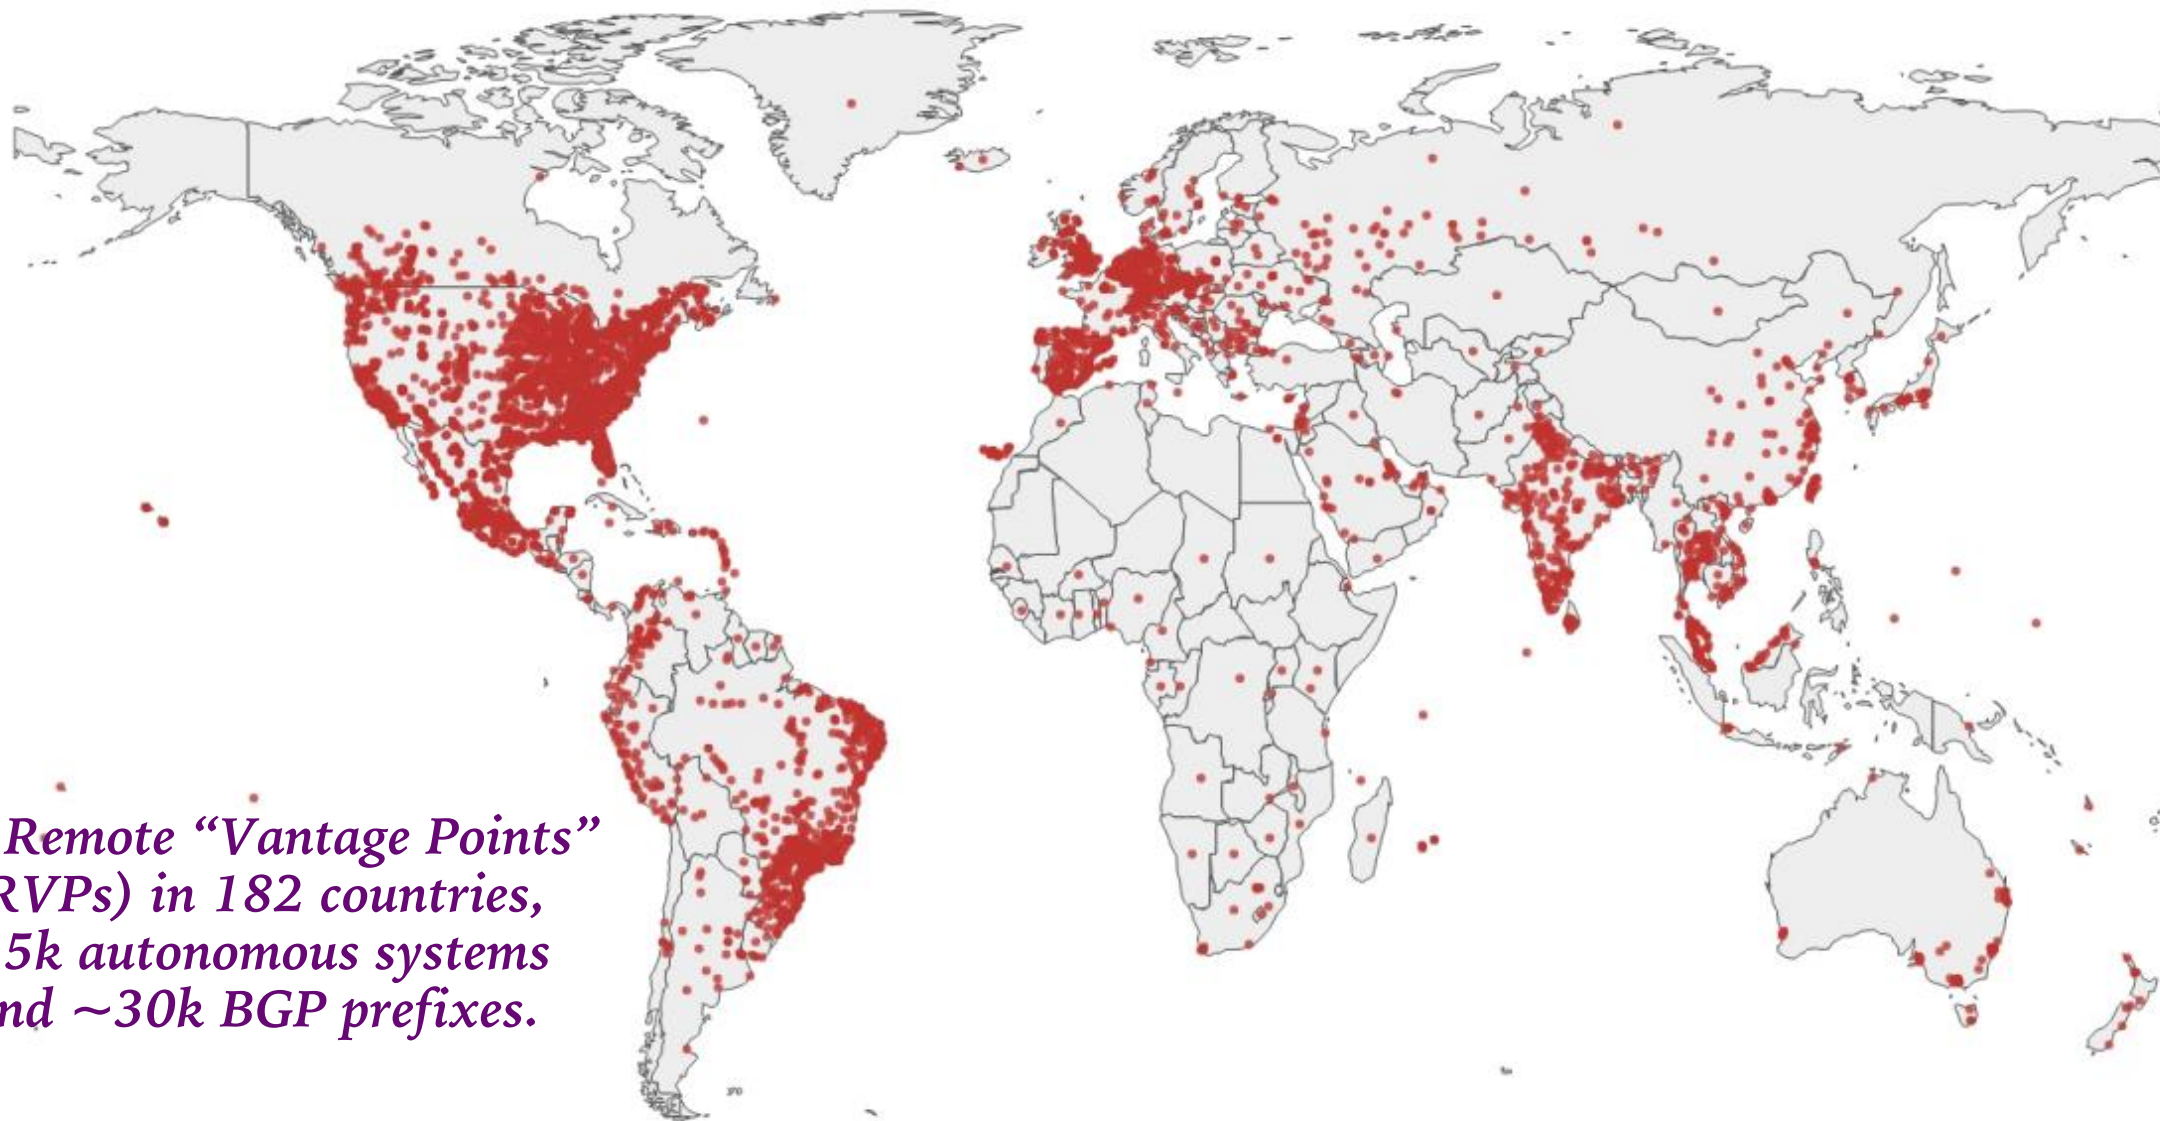 Remote “Vantage Points”
RVPs) in 182 countries,
5k autonomous systems
nd ~30k BGP prefixes.